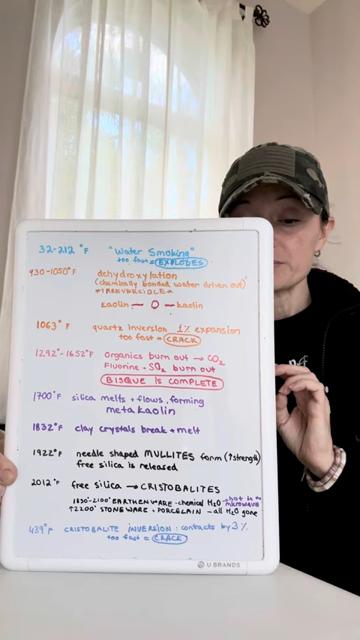 32-212 °F "Water Smoking"
too fast = EXPLODES
930-1050°F dehydroxylation
(chemically bonded water driven out)
*IRREVERSIBLE*
kaolin — O — kaolin
1063°F quartz inversion 1% expansion
too fast = CRACK
1292°-1652°F organics burn out → CO2
Fluorine + SO2 burn out
BISQUE IS COMPLETE
1700°F silica melts + flows, forming
metakaolin
1832°F clay crystals break + melt
1922°F needle shaped MULLITES form (↑strength)
free silica is released
2012°F free silica → CRISTOBALITES
1830°-2100° EARTHENWARE - chemical H2O *hot in microwave
↑2200° STONEWARE + PORCELAIN - all H2O gone
439°F CRISTOBALITE INVERSION: contracts by 3%
too fast = CRACK
U BRANDS